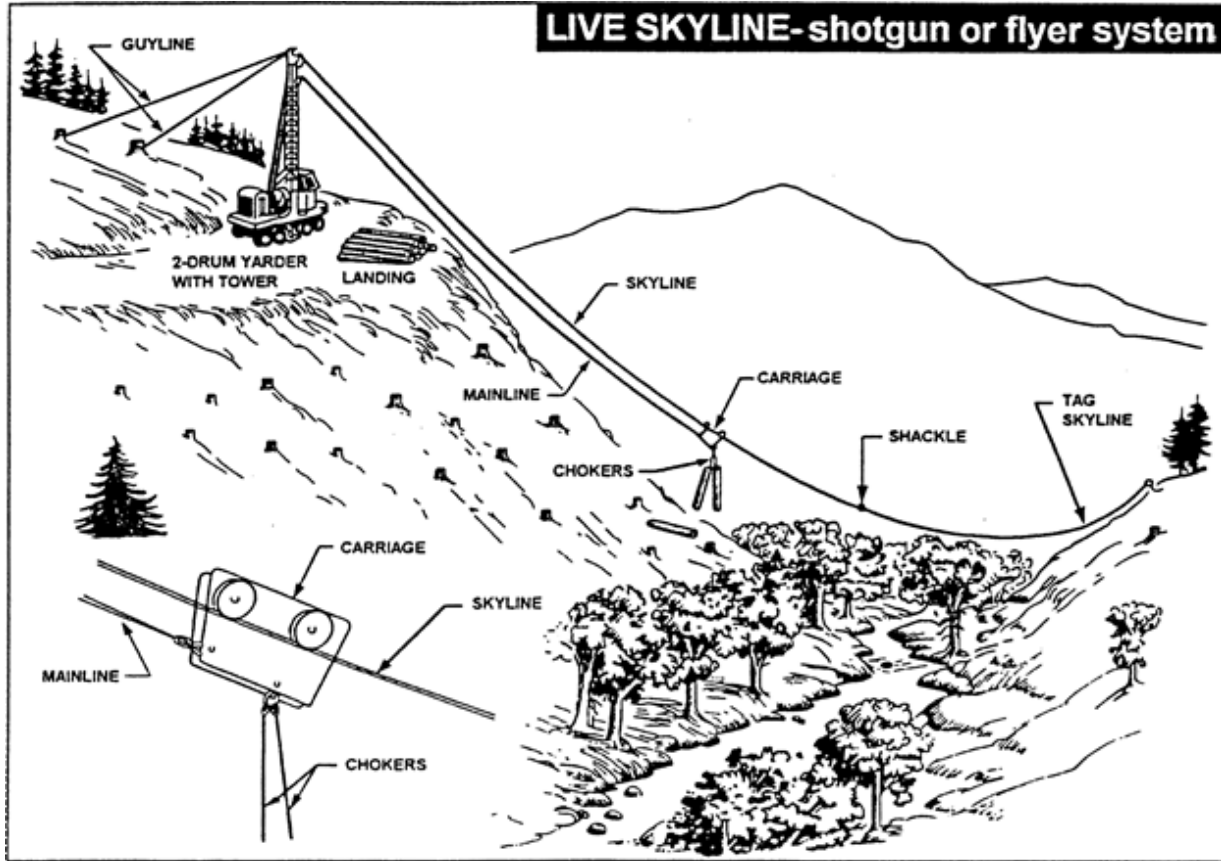 LIVE SKYLINE-shotgun or flyer system
GUYLINE
2-DRUM YARDER
WITH TOWER
LANDING
SKYLINE
MAINLINE
CARRIAGE
TAG
SKYLINE
SHACKLE
CHOKERS
CARRIAGE
SKYLINE
MAINLINE
CHOKERS